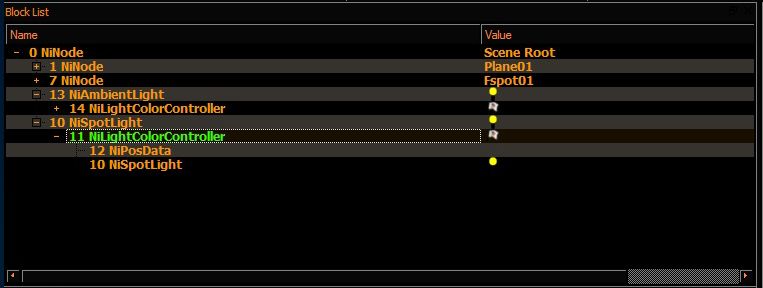 Block List
Name Value
0 NiNode Scene Root
1 NiNode Plane01
7 NiNode Fspot01
13 NiAmbientLight
14 NiLightColorController
10 NiSpotLight
11 NiLightColorController
12 NiPosData
10 NiSpotLight